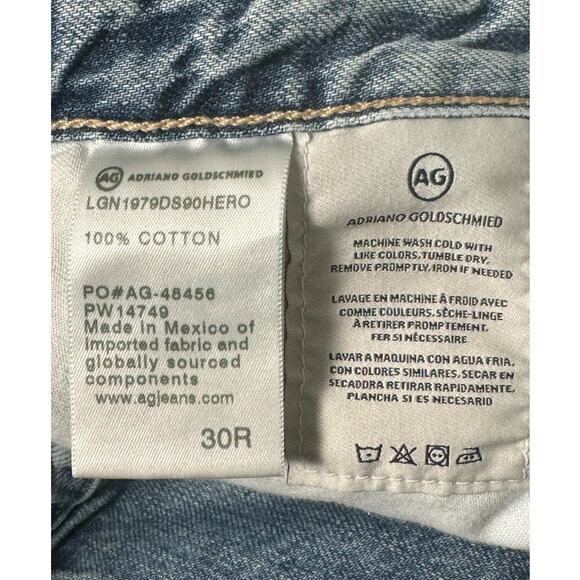 AG ADRIANO GOLDSCHMIED
LGN1979DS90HERO
100% COTTON
PO#AG-48456
PW14749
Made in Mexico of
imported fabric and
globally sourced
components
www.agjeans.com
30R
AG
ADRIANO GOLDSCHMIED
MACHINE WASH COLD WITH
LIKE COLORS. TUMBLE DRY.
REMOVE PROMPTLY. IRON IF NEEDED
LAVAGE EN MACHINE À FROID AVEC
COMME COULEURS. SÈCHE-LINGE
À RETIRER PROMPTEMENT.
FER SI NÉCESSAIRE
LAVAR A MAQUINA CON AGUA FRIA.
CON COLORES SIMILARES. SECAR EN
SECADORA RETIRAR RAPIDAMENTE.
PLANCHA SI ES NECESARIO